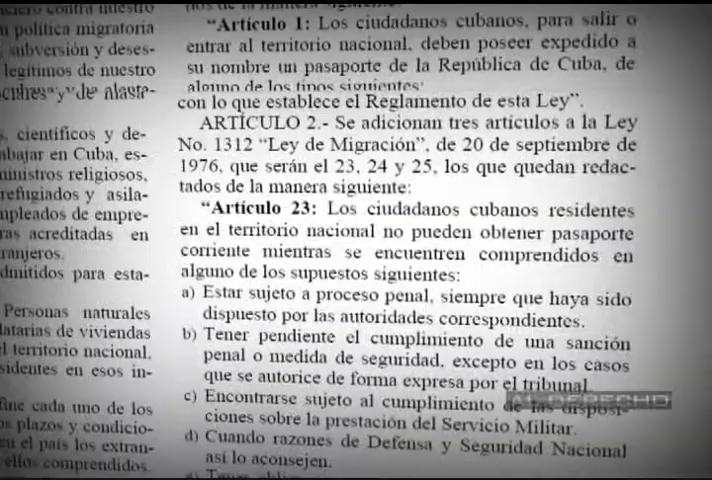 nuestro
política migratoria
subversión y deses-
legítimos de nuestro
y de
científicos y de-
en Cuba, es-
religiosos,
refugiados y asila-
de empre-
acreditadas en
para esta-
Personas naturales
de viviendas
territorio nacional,
en esos in-
cada uno de los
plazos y condicio-
en el país los extran-
ellos comprendidos.
"Artículo 1: Los ciudadanos cubanos, para salir o
entrar al territorio nacional, deben poseer expedido a
su nombre un pasaporte de la República de Cuba, de
alguno de los tipos siguientes:
con lo que establece el Reglamento de esta Ley".
ARTÍCULO 2.- Se adicionan tres artículos a la Ley
No. 1312 "Ley de Migración", de 20 de septiembre de
1976, que serán el 23, 24 y 25, los que quedan redac-
tados de la manera siguiente:
"Artículo 23: Los ciudadanos cubanos residentes
en el territorio nacional no pueden obtener pasaporte
corriente mientras se encuentren comprendidos en
alguno de los supuestos siguientes:
a) Estar sujeto a proceso penal, siempre que haya sido
dispuesto por las autoridades correspondientes.
b) Tener pendiente el cumplimiento de una sanción
penal o medida de seguridad, excepto en los casos
que se autorice de forma expresa por el tribunal.
c) Encontrarse sujeto al cumplimiento de las disposi-
ciones sobre la prestación del Servicio Militar.
d) Cuando razones de Defensa y Seguridad Nacional
así lo aconsejen.
AL DERECHO